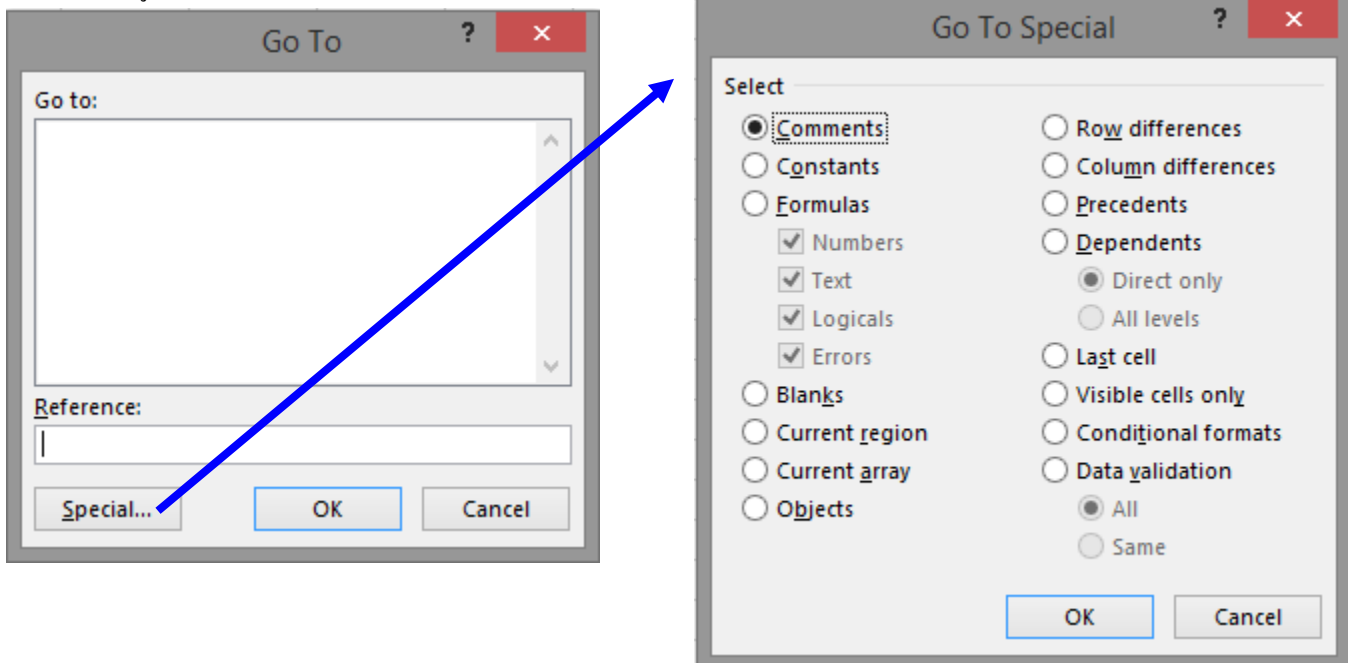 Go To
?
Go to:
Reference:
Special...
OK
Cancel
Go To Special
?
Select
Comments
Constants
Formulas
Numbers
Text
Logicals
Errors
Blanks
Current region
Current array
Objects
Row differences
Column differences
Precedents
Dependents
Direct only
All levels
Last cell
Visible cells only
Conditional formats
Data validation
All
Same
OK
Cancel